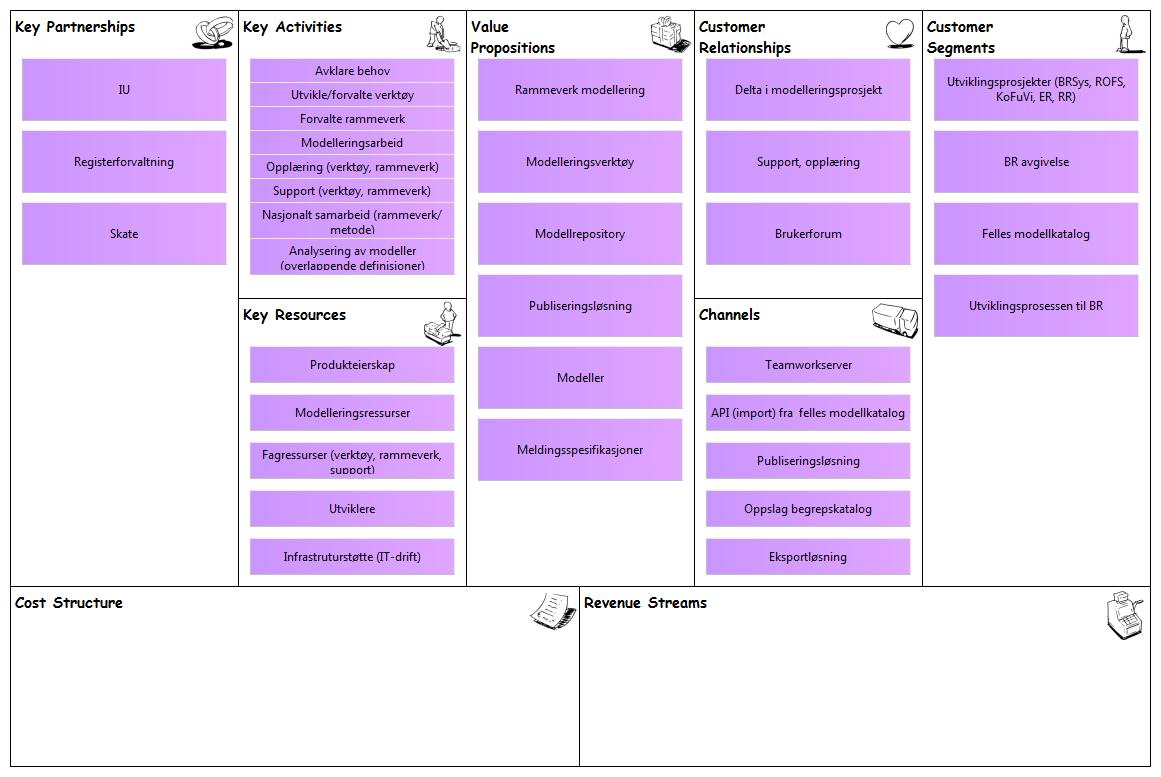 Key Partnerships
IU
Registerforvaltning
Skate
Key Activities
Avklare behov
Utvikle/forvalte verktøy
Forvalte rammeverk
Modelleringsarbeid
Opplæring (verktøy, rammeverk)
Support (verktøy, rammeverk)
Nasjonalt samarbeid (rammeverk/
metode)
Analysering av modeller
(overlappende definisjoner)
Key Resources
Produkteierskap
Modelleringsressurser
Fagressurser (verktøy, rammeverk,
support)
Utviklere
Infrastruturstøtte (IT-drift)
Value
Propositions
Rammeverk modellering
Modelleringsverktøy
Modellrepository
Publiseringsløsning
Modeller
Meldingsspesifikasjoner
Customer
Relationships
Delta i modelleringsprosjekt
Support, opplæring
Brukerforum
Channels
Teamworkserver
API (import) fra  felles modellkatalog
Publiseringsløsning
Oppslag begrepskatalog
Eksportløsning
Customer
Segments
Utviklingsprosjekter (BRSys, ROFS,
KoFuVi, ER, RR)
BR avgivelse
Felles modellkatalog
Utviklingsprosessen til BR
Cost Structure
Revenue Streams